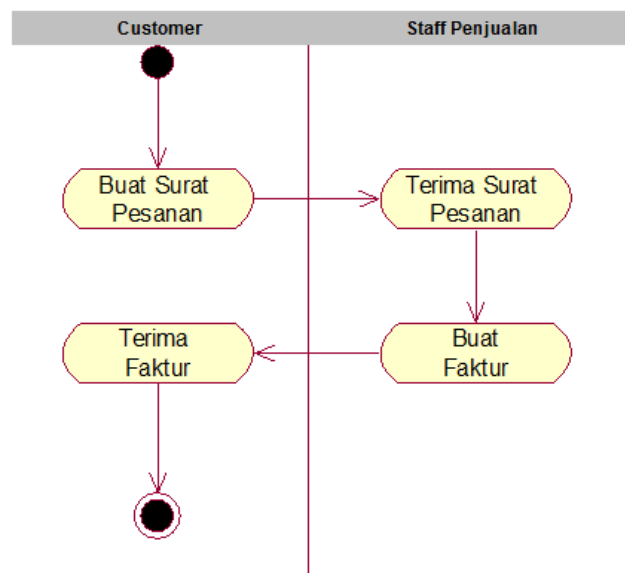 Customer
Staff Penjualan
Buat Surat
Pesanan
Terima Surat
Pesanan
Terima
Faktur
Buat
Faktur